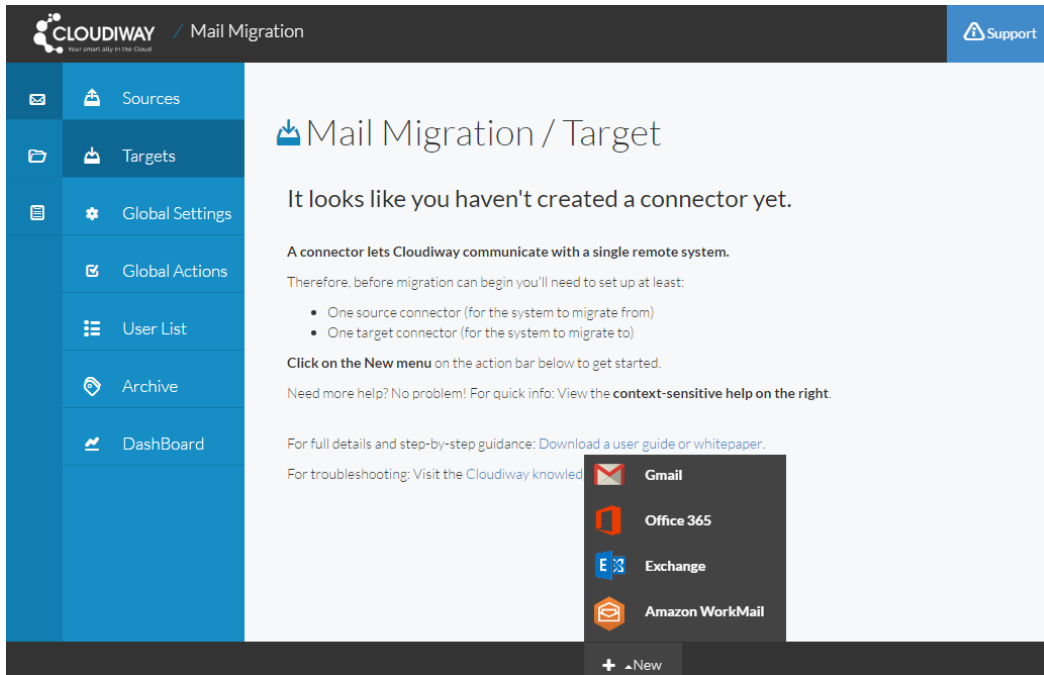 CLOUDIWAY / Mail Migration
Your smart ally in the Cloud
Support
Sources
Targets
Global Settings
Global Actions
User List
Archive
DashBoard
Mail Migration / Target
It looks like you haven't created a connector yet.
A connector lets Cloudiway communicate with a single remote system.
Therefore, before migration can begin you'll need to set up at least:
• One source connector (for the system to migrate from)
• One target connector (for the system to migrate to)
Click on the New menu on the action bar below to get started.
Need more help? No problem! For quick info: View the context-sensitive help on the right.
For full details and step-by-step guidance: Download a user guide or whitepaper.
For troubleshooting: Visit the Cloudiway knowled
Gmail
Office 365
Exchange
Amazon WorkMail
+ New